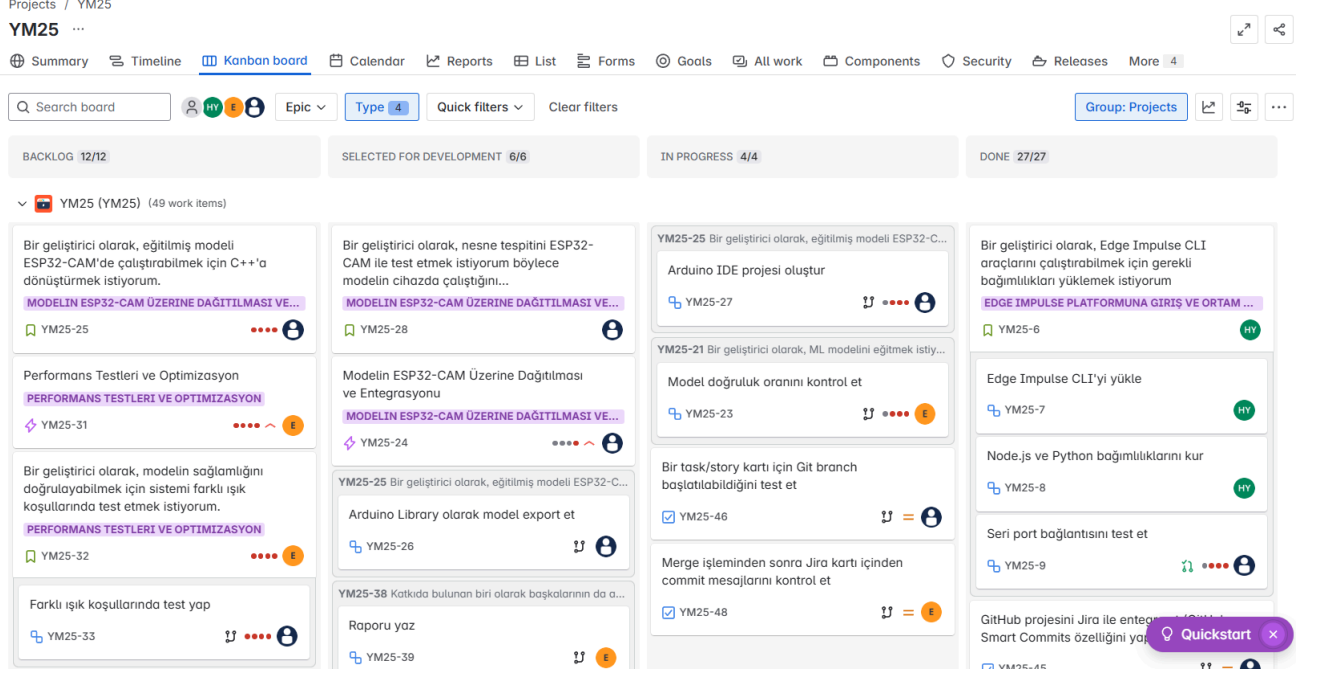 Projects / YM25
YM25 ...
Summary Timeline Kanban board Calendar Reports List Forms Goals All work Components Security Releases More 4
Search board HY E Epic Type 4 Quick filters Clear filters Group: Projects
BACKLOG 12/12
SELECTED FOR DEVELOPMENT 6/6
IN PROGRESS 4/4
DONE 27/27
YM25 (YM25) (49 work items)
Bir geliştirici olarak, eğitilmiş modeli
ESP32-CAM'de çalıştırabilmek için C++'a
dönüştürmek istiyorum.
MODELIN ESP32-CAM ÜZERINE DAĞITILMASI VE...
YM25-25
Performans Testleri ve Optimizasyon
PERFORMANS TESTLERI VE OPTIMIZASYON
YM25-31 E
Bir geliştirici olarak, modelin sağlamlığını
doğrulayabilmek için sistemi farklı ışık
koşullarında test etmek istiyorum.
PERFORMANS TESTLERI VE OPTIMIZASYON
YM25-32 E
Farklı ışık koşullarında test yap
YM25-33
Bir geliştirici olarak, nesne tespitini ESP32-
CAM ile test etmek istiyorum böylece
modelin cihazda çalıştığını...
MODELIN ESP32-CAM ÜZERINE DAĞITILMASI VE...
YM25-28
Modelin ESP32-CAM Üzerine Dağıtılması
ve Entegrasyonu
MODELIN ESP32-CAM ÜZERINE DAĞITILMASI VE...
YM25-24
YM25-25 Bir geliştirici olarak, eğitilmiş modeli ESP32-C...
Arduino Library olarak model export et
YM25-26
YM25-38 Katkıda bulunan biri olarak başkalarının da a...
Raporu yaz
YM25-39 E
YM25-25 Bir geliştirici olarak, eğitilmiş modeli ESP32-C...
Arduino IDE projesi oluştur
YM25-27
YM25-21 Bir geliştirici olarak, ML modelini eğitmek istiy...
Model doğruluk oranını kontrol et
YM25-23 E
Bir task/story kartı için Git branch
başlatılabildiğini test et
YM25-46
Merge işleminden sonra Jira kartı içinden
commit mesajlarını kontrol et
YM25-48 E
Bir geliştirici olarak, Edge Impulse CLI
araçlarını çalıştırabilmek için gerekli
bağımlılıkları yüklemek istiyorum
EDGE IMPULSE PLATFORMUNA GIRIŞ VE ORTAM ...
YM25-6 HY
Edge Impulse CLI'yi yükle
YM25-7 HY
Node.js ve Python bağımlılıklarını kur
YM25-8 HY
Seri port bağlantısını test et
YM25-9
GitHub projesini Jira ile
Smart Commits özelliğini
YM25-45
Quickstart